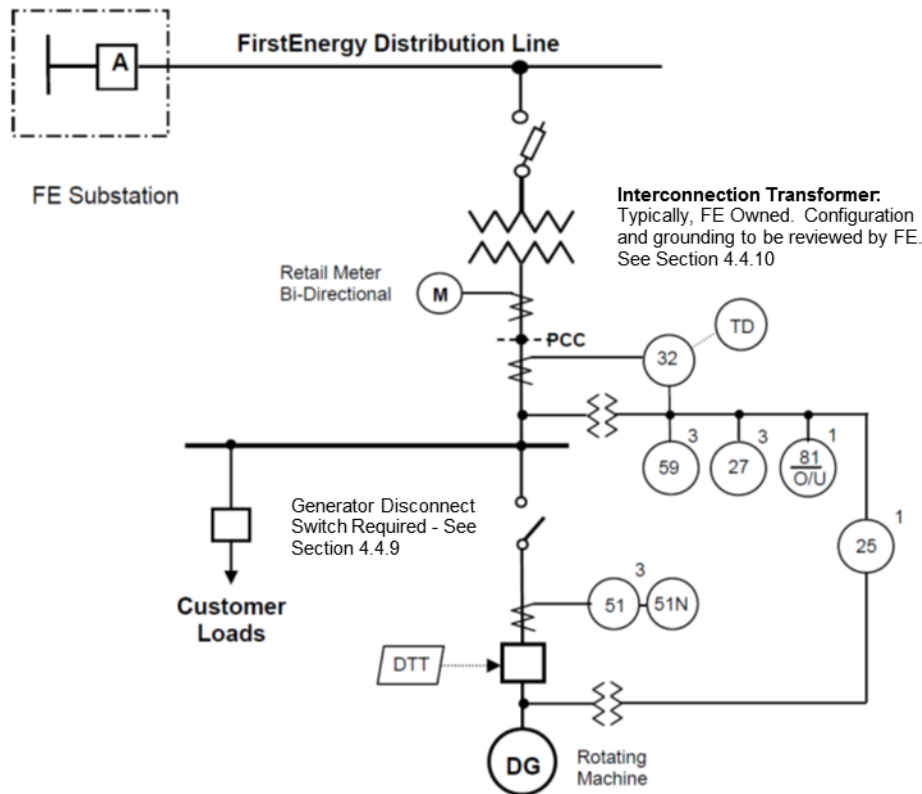 FirstEnergy Distribution Line
A
FE Substation
Interconnection Transformer:
Typically, FE Owned. Configuration
and grounding to be reviewed by FE.
See Section 4.4.10
Retail Meter
Bi-Directional
M
PCC
TD
32
3
59
3
27
1
81
O/U
1
25
Generator Disconnect
Switch Required - See
Section 4.4.9
Customer
Loads
3
51
51N
DTT
DG
Rotating
Machine